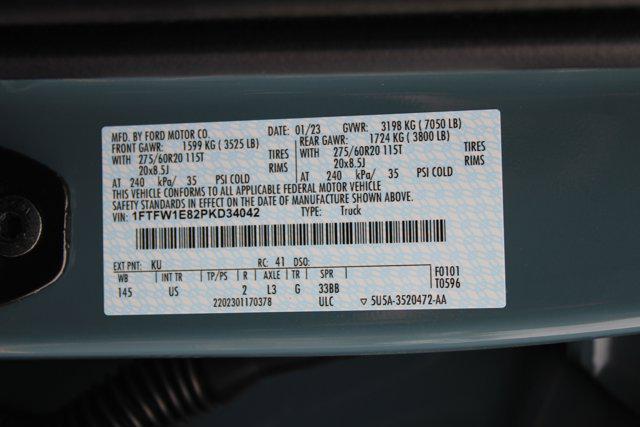 MFD. BY FORD MOTOR CO. DATE: 01/23 GVWR: 3198 KG ( 7050 LB)
FRONT GAWR: 1599 KG ( 3525 LB) REAR GAWR: 1724 KG ( 3800 LB)
WITH 275/60R20 115T TIRES WITH 275/60R20 115T TIRES
20x8.5J RIMS 20x8.5J RIMS
AT 240 kPa/ 35 PSI COLD AT 240 kPa/ 35 PSI COLD
THIS VEHICLE CONFORMS TO ALL APPLICABLE FEDERAL MOTOR VEHICLE
SAFETY STANDARDS IN EFFECT ON THE DATE OF MANUFACTURE SHOWN ABOVE.
VIN: 1FTFW1E82PKD34042 TYPE: Truck
EXT PNT: KU RC: 41 DSO:
WB INT TR TP/PS R AXLE TR SPR F0101
145 US 2 L3 G 33BB T0596
2202301170378 ULC ▽ 5U5A-3520472-AA